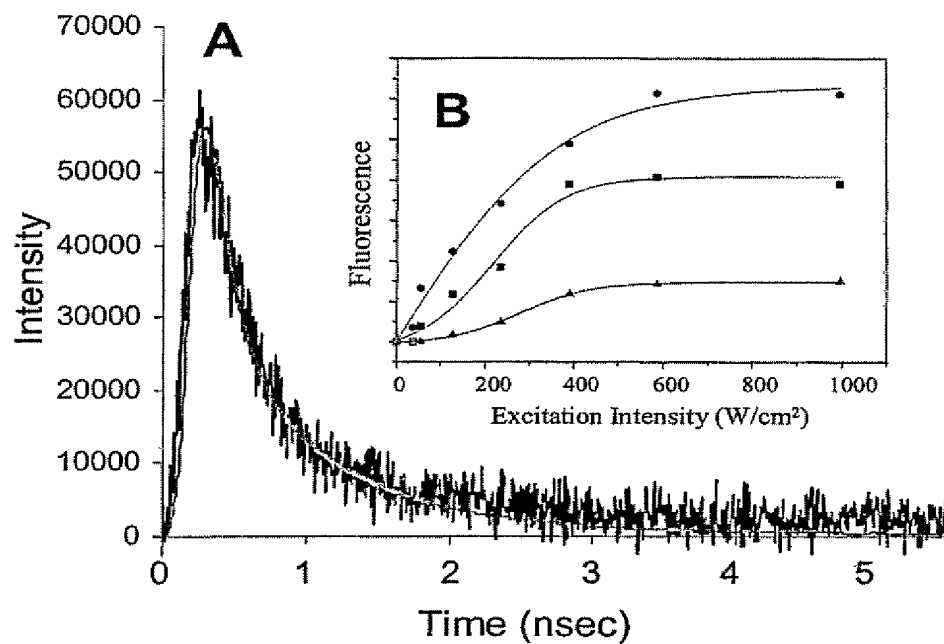 A
70000
60000
50000
40000
30000
20000
10000
0
Intensity
0 1 2 3 4 5
Time (nsec)
B
Fluorescence
0 200 400 600 800 1000
Excitation Intensity (W/cm²)